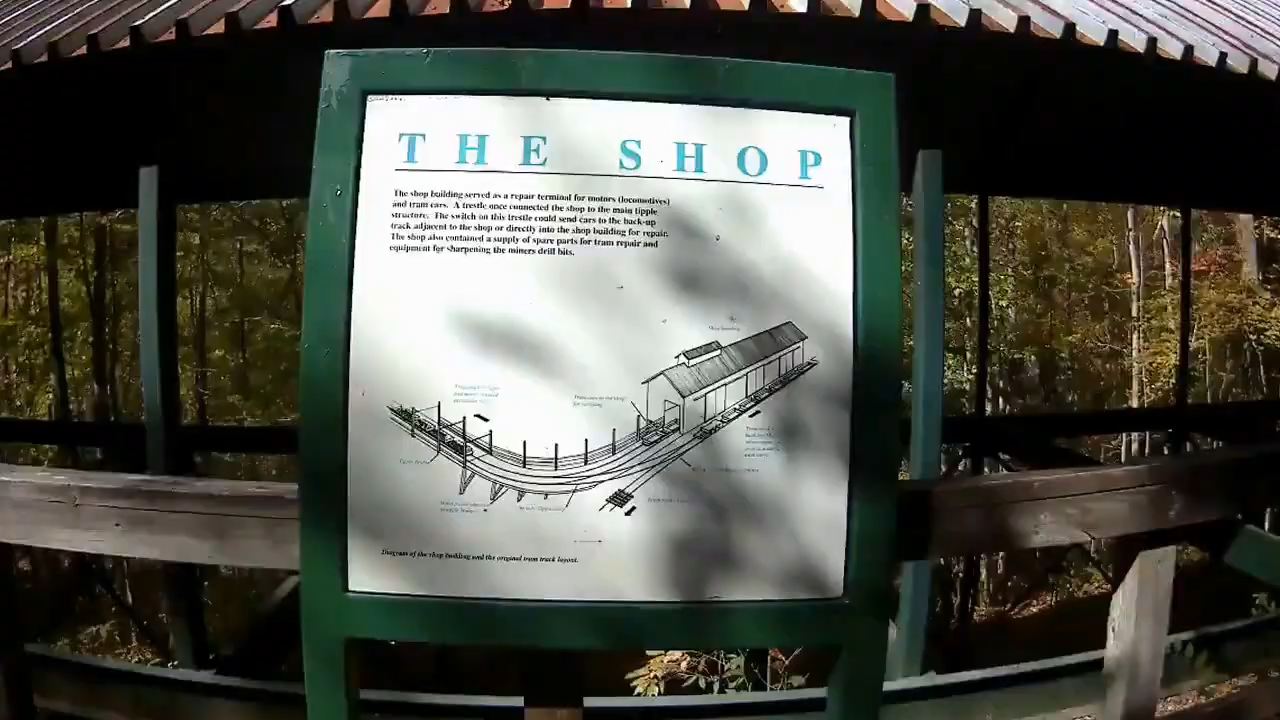 THE SHOP
The shop building served as a repair terminal for motors (locomotives)
and tram cars. A trestle once connected the shop to the main tipple
structure. The switch on this trestle could send cars to the back-up
track adjacent to the shop or directly into the shop building for repair.
The shop also contained a supply of spare parts for tram repair and
equipment for sharpening the miners drill bits.
Diagram of the shop building and the original tram track layout.